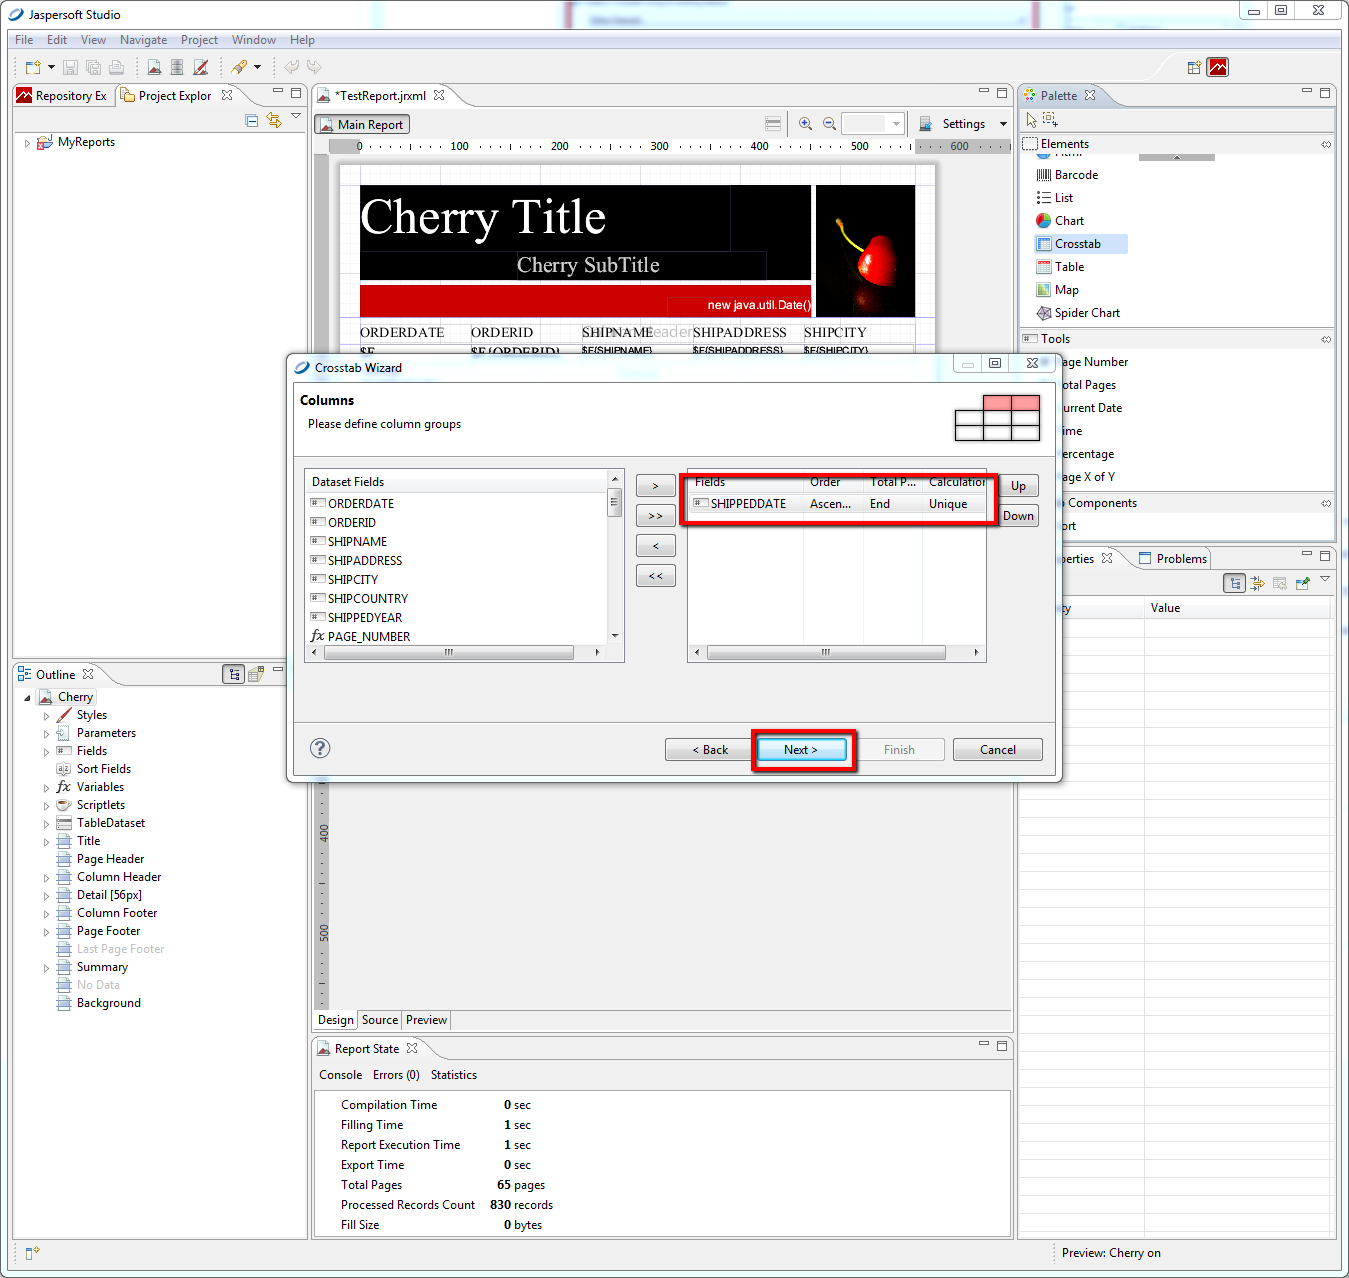 Jaspersoft Studio
File Edit View Navigate Project Window Help
Repository Ex
Project Explor
MyReports
*TestReport.jrxml
Main Report
Settings
0 100 200 300 400 500 600
Cherry Title
Cherry SubTitle
new java.util.Date()
ORDERDATE ORDERID SHIPNAME SHIPADDRESS SHIPCITY
$F $F{ORDERID} $F{SHIPNAME} $F{SHIPADDRESS} $F{SHIPCITY}
Palette
Elements
Html
Barcode
List
Chart
Crosstab
Table
Map
Spider Chart
Tools
age Number
otal Pages
urrent Date
ime
ercentage
age X of Y
Components
ort
Crosstab Wizard
Columns
Please define column groups
Dataset Fields
ORDERDATE
ORDERID
SHIPNAME
SHIPADDRESS
SHIPCITY
SHIPCOUNTRY
SHIPPEDYEAR
fx PAGE_NUMBER
>
>>
<
<<
Fields Order Total P... Calculation
SHIPPEDDATE Ascen... End Unique
Up
Down
?
< Back
Next >
Finish
Cancel
erties
Problems
ty Value
Outline
Cherry
Styles
Parameters
Fields
Sort Fields
fx Variables
Scriptlets
TableDataset
Title
Page Header
Column Header
Detail [56px]
Column Footer
Page Footer
Last Page Footer
Summary
No Data
Background
400
500
Design Source Preview
Report State
Console Errors (0) Statistics
Compilation Time 0 sec
Filling Time 1 sec
Report Execution Time 1 sec
Export Time 0 sec
Total Pages 65 pages
Processed Records Count 830 records
Fill Size 0 bytes
Preview: Cherry on